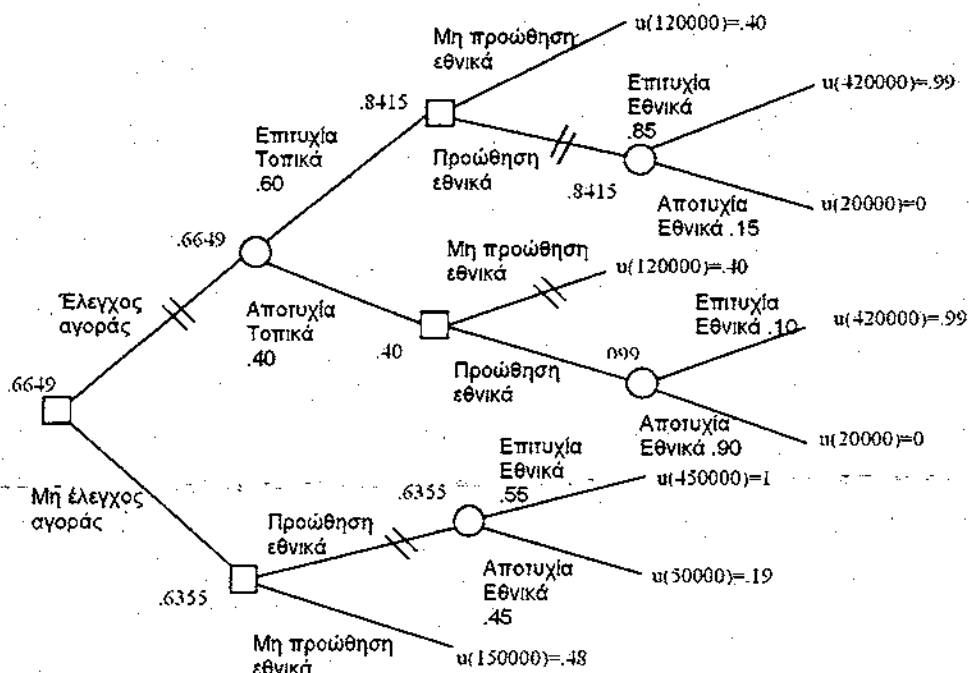 Μη προώθηση
εθνικά
u(120000)=.40
.8415
Επιτυχία
Εθνικά
.85
u(420000)=.99
Επιτυχία
Τοπικά
.60
Προώθηση
εθνικά
.8415
Αποτυχία
Εθνικά .15
u(20000)=0
.6649
Μη προώθηση
εθνικά
u(120000)=.40
Έλεγχος
αγοράς
Αποτυχία
Τοπικά
.40
.40
Επιτυχία
Εθνικά .10
u(420000)=.99
.099
Προώθηση
εθνικά
.6649
Αποτυχία
Εθνικά .90
u(20000)=0
Μη έλεγχος
αγοράς
Επιτυχία
Εθνικά
.55
u(450000)=1
.6355
Προώθηση
εθνικά
Αποτυχία
Εθνικά
.45
u(50000)=.19
.6355
Μη προώθηση
εθνικά
u(150000)=.48